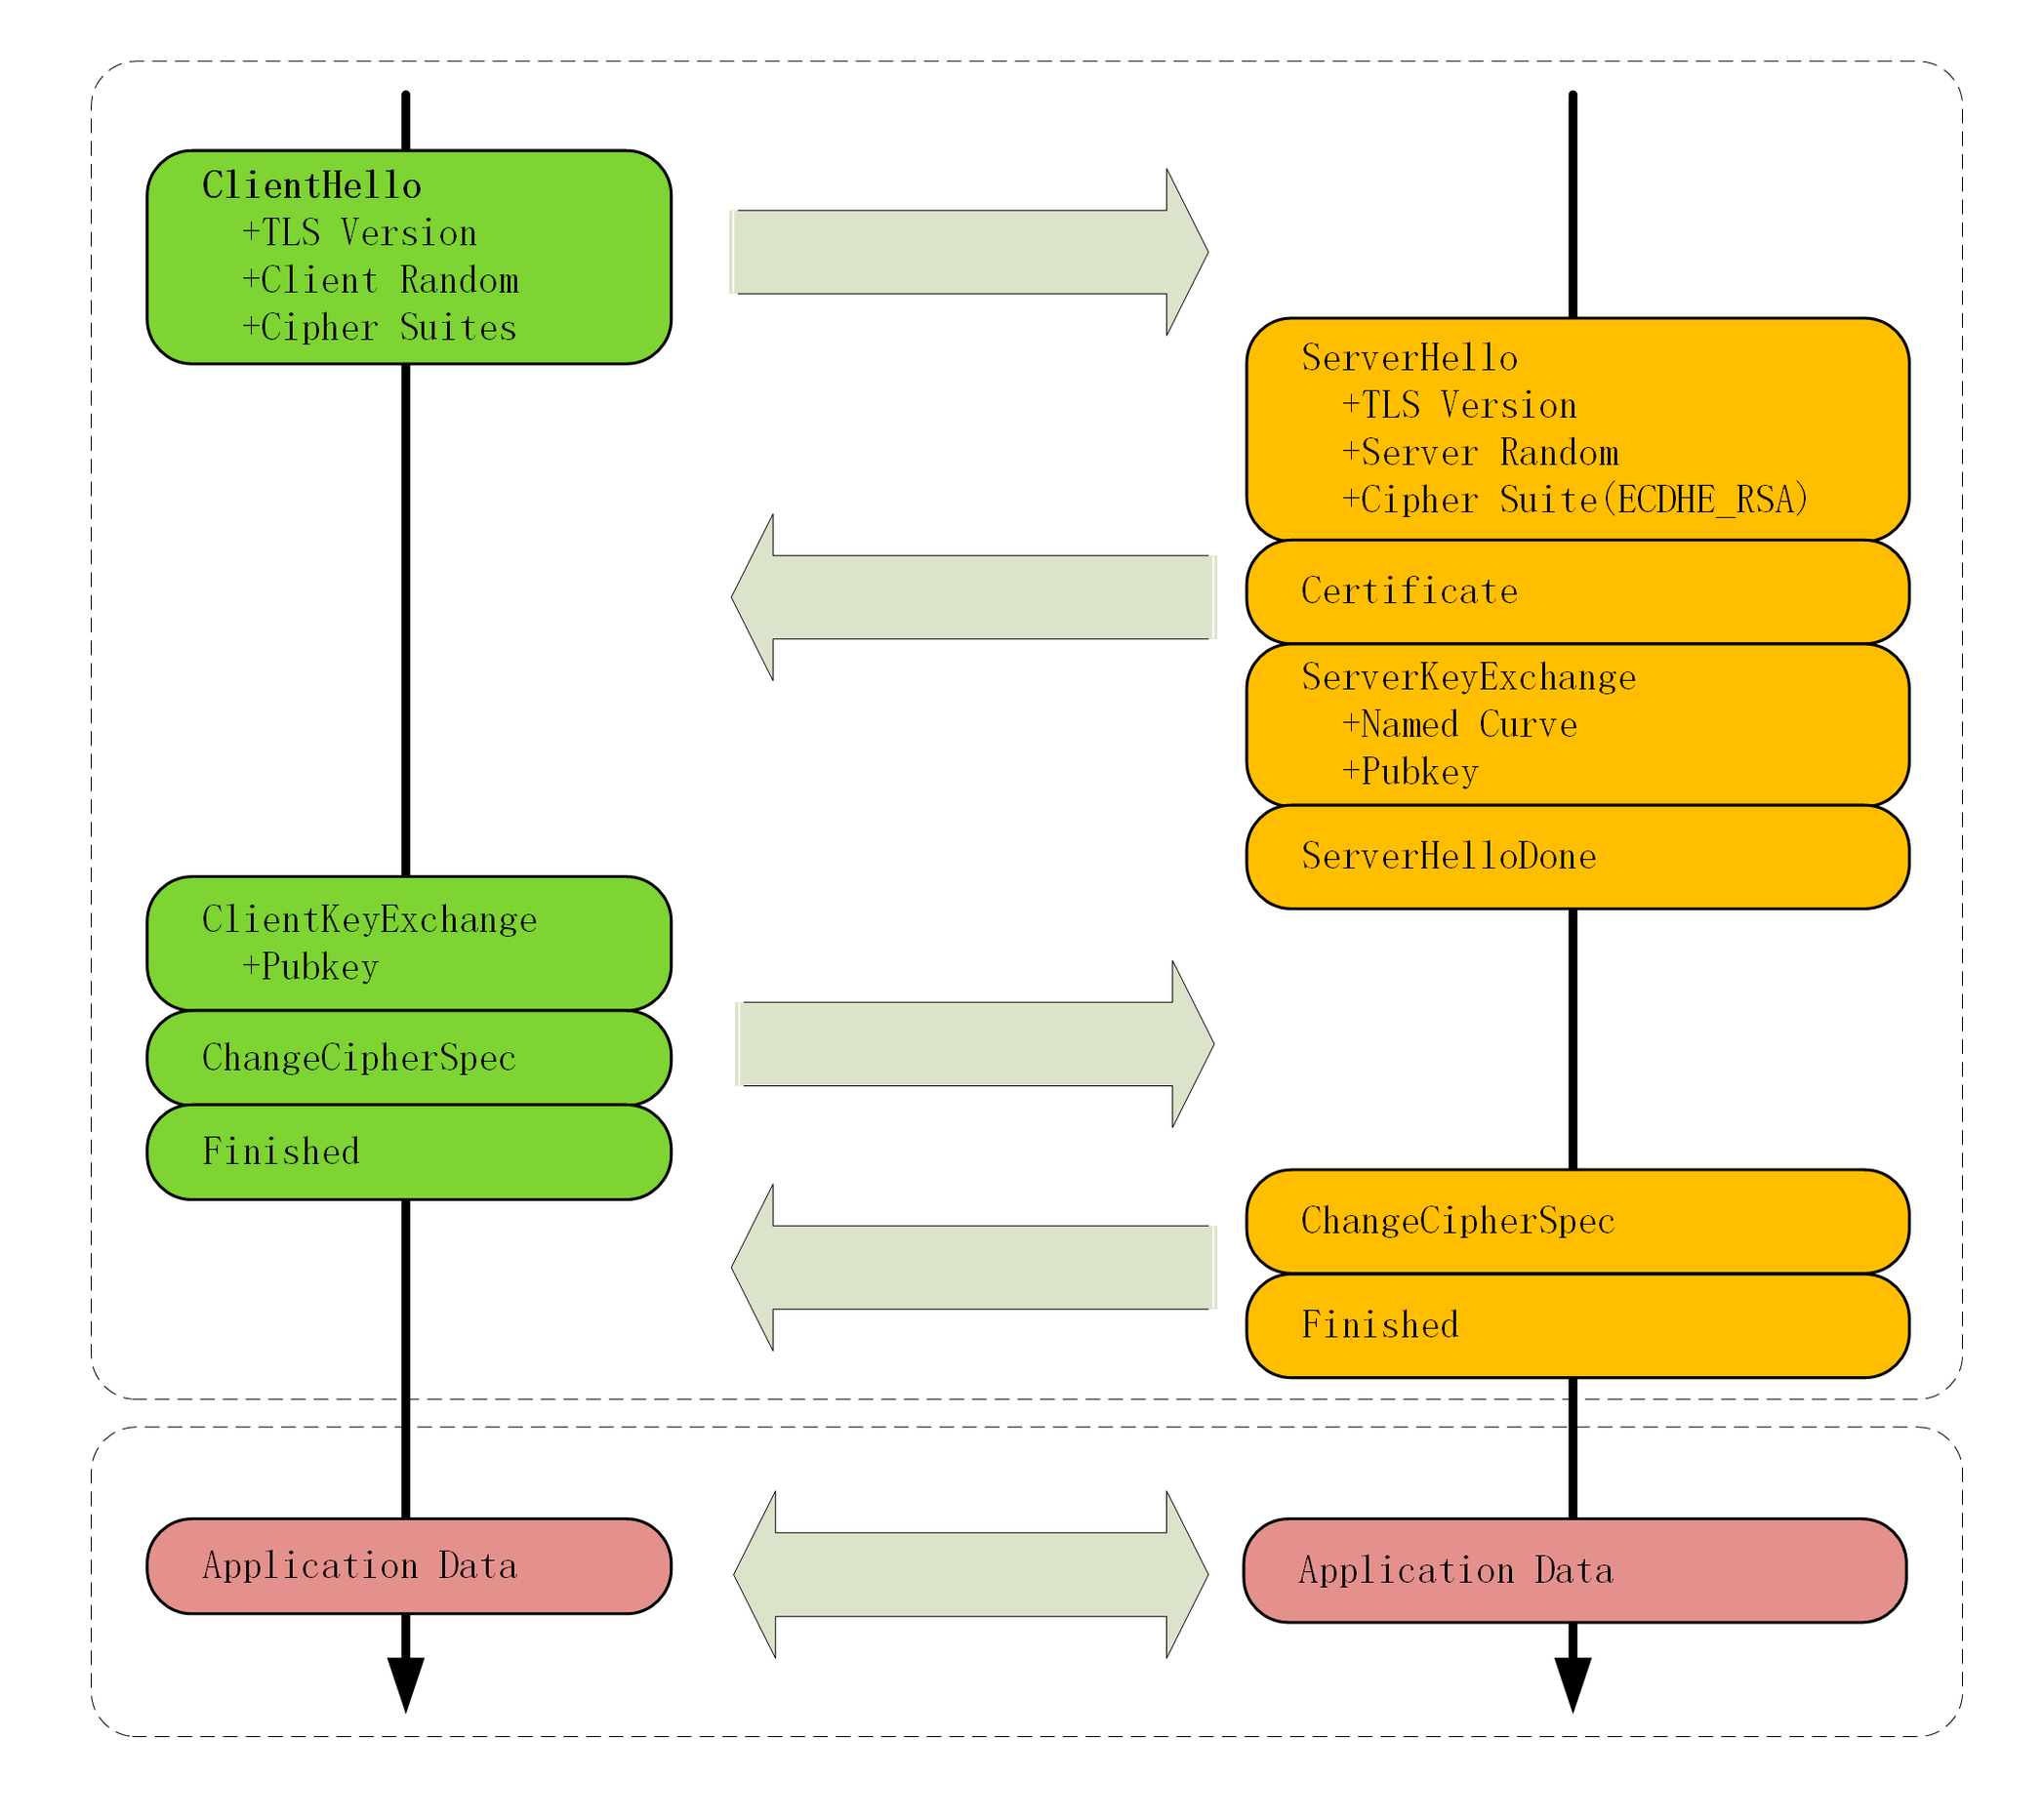 ClientHello
+TLS Version
+Client Random
+Cipher Suites
ServerHello
+TLS Version
+Server Random
+Cipher Suite(ECDHE_RSA)
Certificate
ServerKeyExchange
+Named Curve
+Pubkey
ServerHelloDone
ClientKeyExchange
+Pubkey
ChangeCipherSpec
Finished
ChangeCipherSpec
Finished
Application Data
Application Data